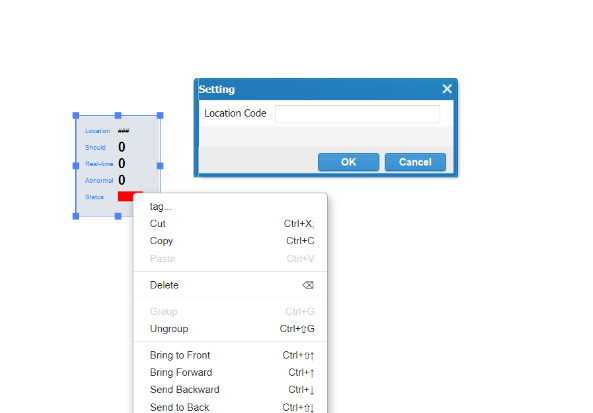 Setting
Location Code
OK Cancel
Location ###
Should 0
Real-time 0
Abnormal 0
Status
tag...
Cut Ctrl+X;
Copy Ctrl+C
Paste Ctrl+V
Delete ⌫
Group Ctrl+G
Ungroup Ctrl+⇧G
Bring to Front Ctrl+⇧↑
Bring Forward Ctrl+↑
Send Backward Ctrl+↓
Send to Back Ctrl+⇧↓